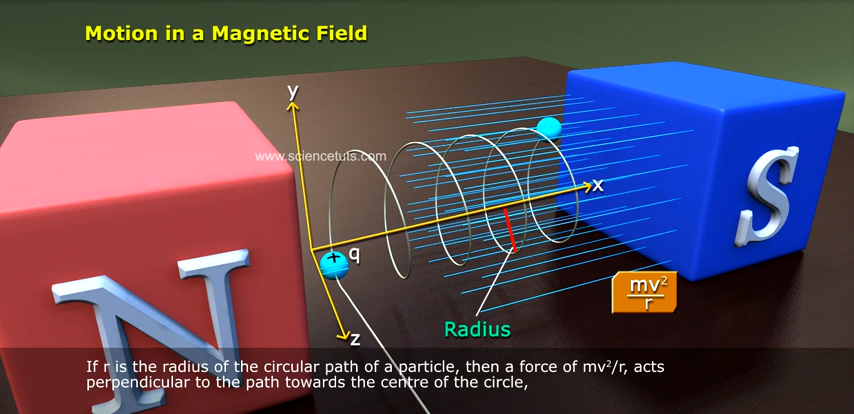 Motion in a Magnetic Field
y
www.sciencetuts.com
x
S
+ q
mv²/r
N
z
Radius
If r is the radius of the circular path of a particle, then a force of mv²/r, acts
perpendicular to the path towards the centre of the circle,